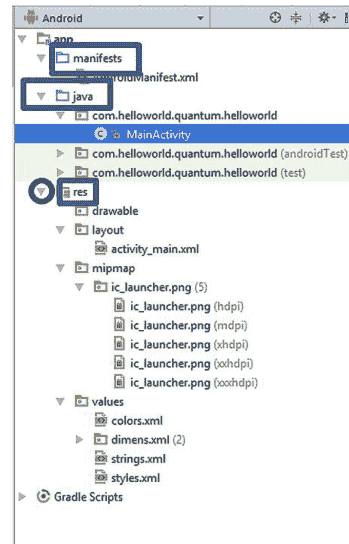 Android
app
manifests
AndroidManifest.xml
java
com.helloworld.quantum.helloworld
C MainActivity
com.helloworld.quantum.helloworld (androidTest)
com.helloworld.quantum.helloworld (test)
res
drawable
layout
activity_main.xml
mipmap
ic_launcher.png (5)
ic_launcher.png (hdpi)
ic_launcher.png (mdpi)
ic_launcher.png (xhdpi)
ic_launcher.png (xxhdpi)
ic_launcher.png (xxxhdpi)
values
colors.xml
dimens.xml (2)
strings.xml
styles.xml
Gradle Scripts